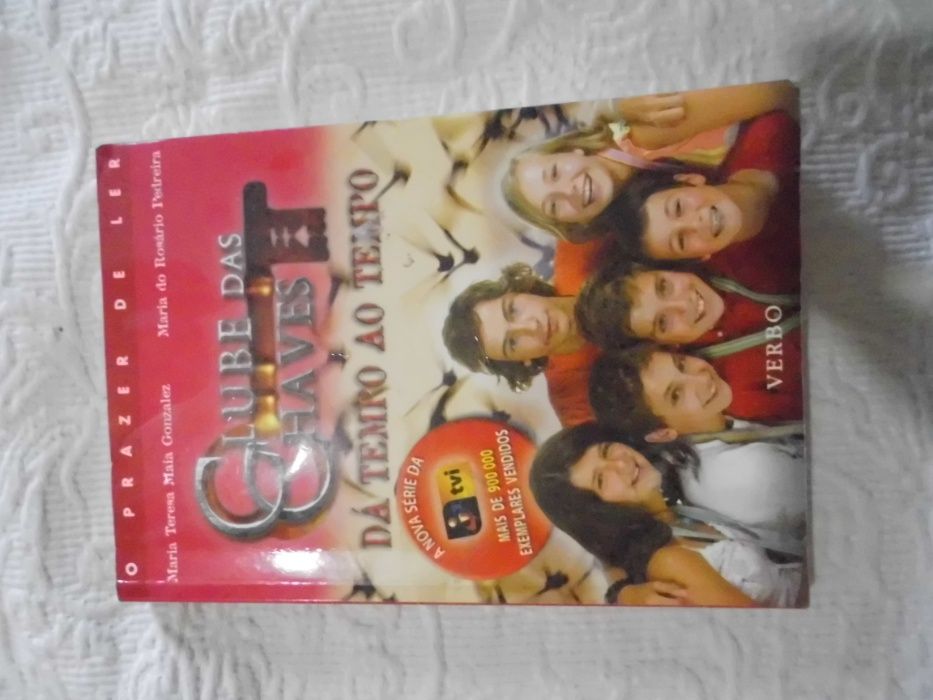 O PRAZER DE LER
Maria Teresa Maia Gonzalez
Maria do Rosário Pedreira
CLUBE DAS
CHAVES
DÁ TEMPO AO TEMPO
A NOVA SÉRIE DA
tvi
MAIS DE 900 000
EXEMPLARES VENDIDOS
VERBO